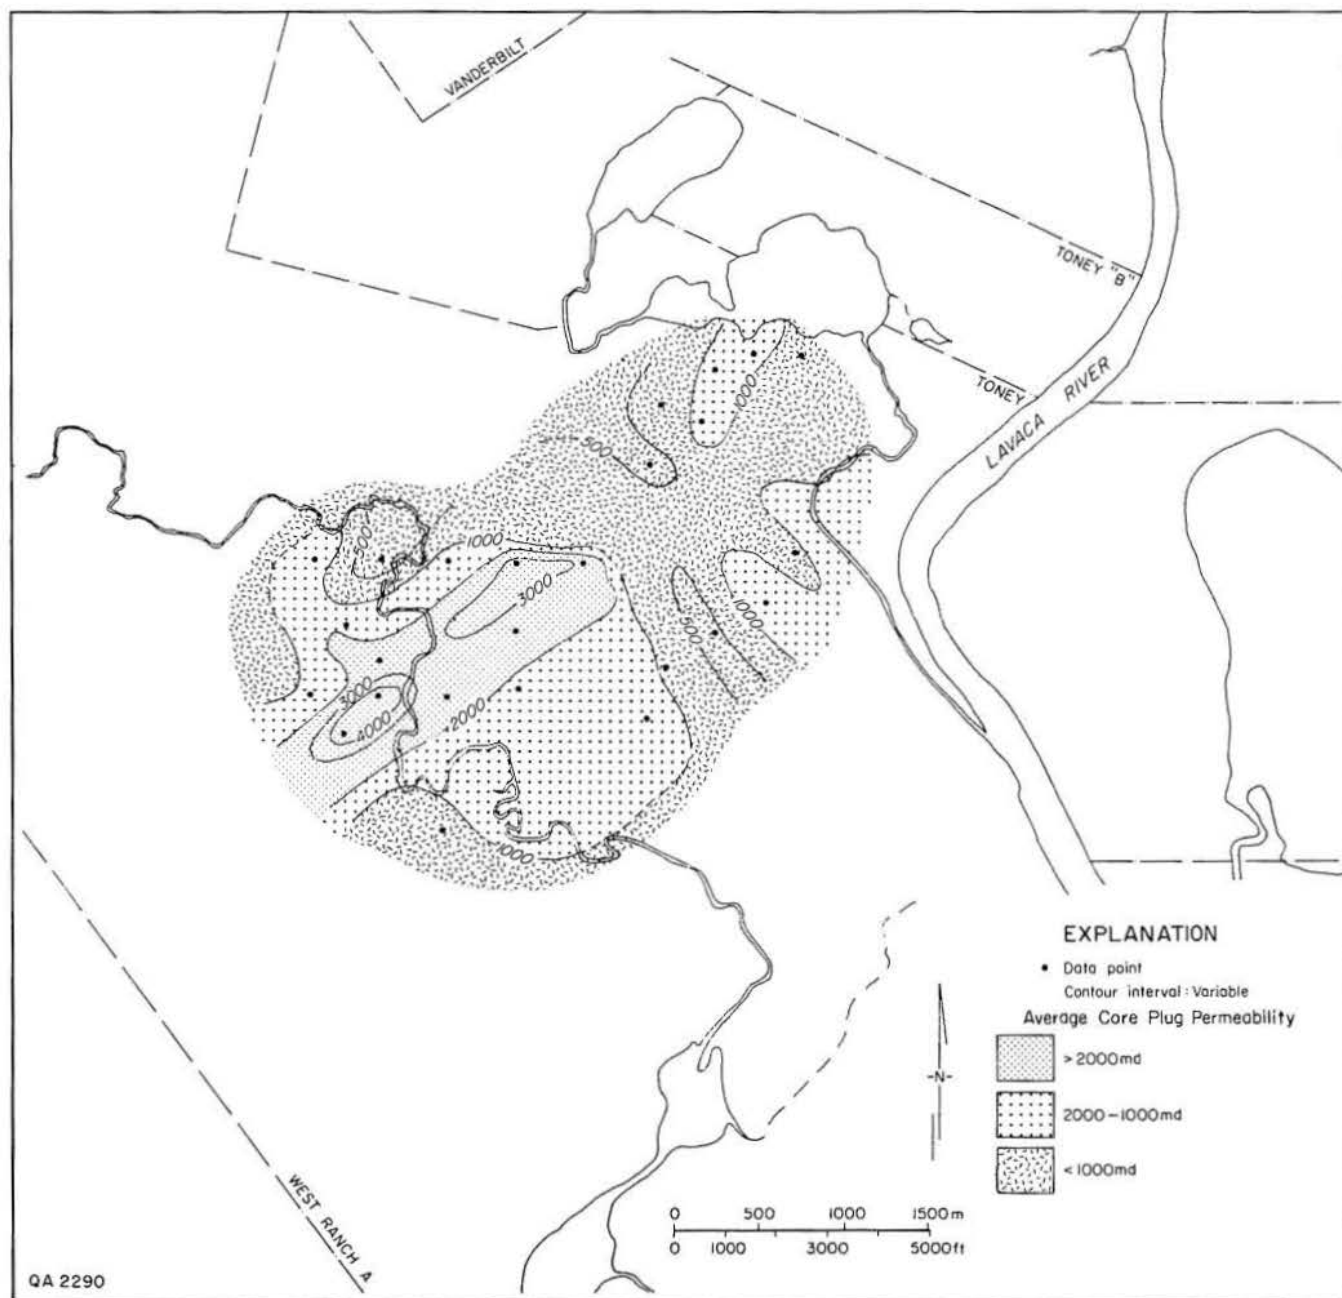 VANDERBILT
TONEY "B"
TONEY
LAVACA RIVER
1000
500
500
1000
3000
1000
500
3000
4000
2000
1000
EXPLANATION
Data point
Contour interval : Variable
Average Core Plug Permeability
> 2000md
2000 – 1000md
< 1000md
-N-
0 500 1000 1500 m
0 1000 3000 5000 ft
WEST RANCH A
QA 2290